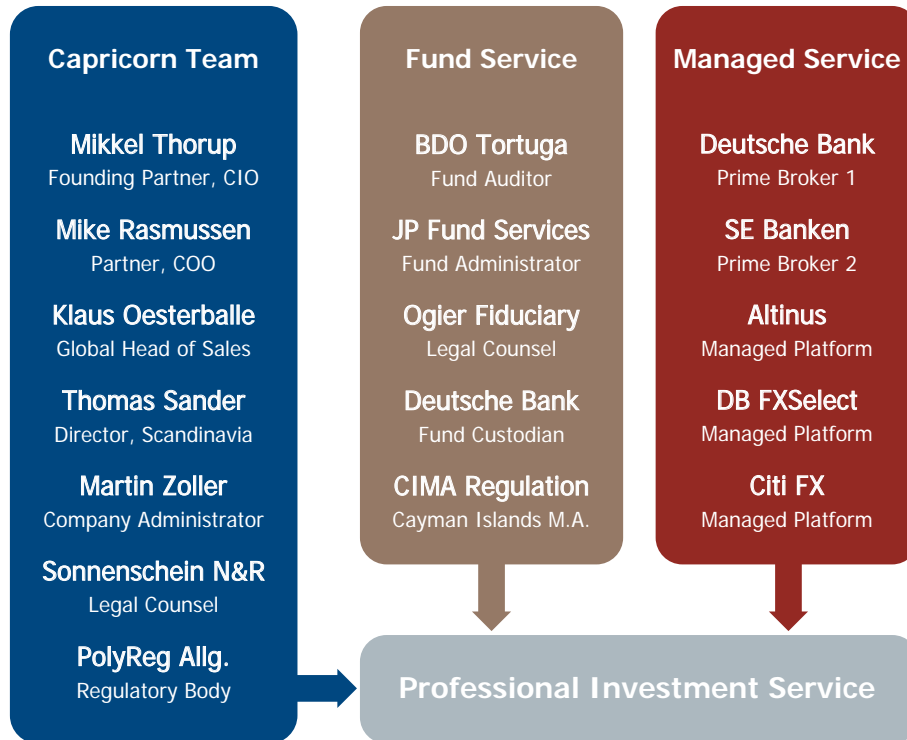 Capricorn Team
Mikkel Thorup
Founding Partner, CIO
Mike Rasmussen
Partner, COO
Klaus Oesterballe
Global Head of Sales
Thomas Sander
Director, Scandinavia
Martin Zoller
Company Administrator
Sonnenschein N&R
Legal Counsel
PolyReg Allg.
Regulatory Body
Fund Service
BDO Tortuga
Fund Auditor
JP Fund Services
Fund Administrator
Ogier Fiduciary
Legal Counsel
Deutsche Bank
Fund Custodian
CIMA Regulation
Cayman Islands M.A.
Managed Service
Deutsche Bank
Prime Broker 1
SE Banken
Prime Broker 2
Altinus
Managed Platform
DB FXSelect
Managed Platform
Citi FX
Managed Platform
Professional Investment Service